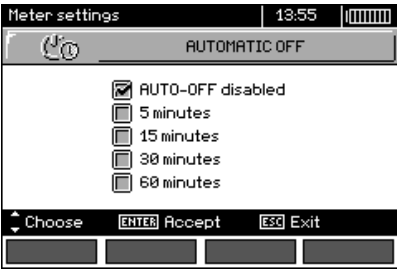 Meter settings 13:55
AUTOMATIC OFF
AUTO-OFF disabled
5 minutes
15 minutes
30 minutes
60 minutes
Choose ENTER Accept ESC Exit